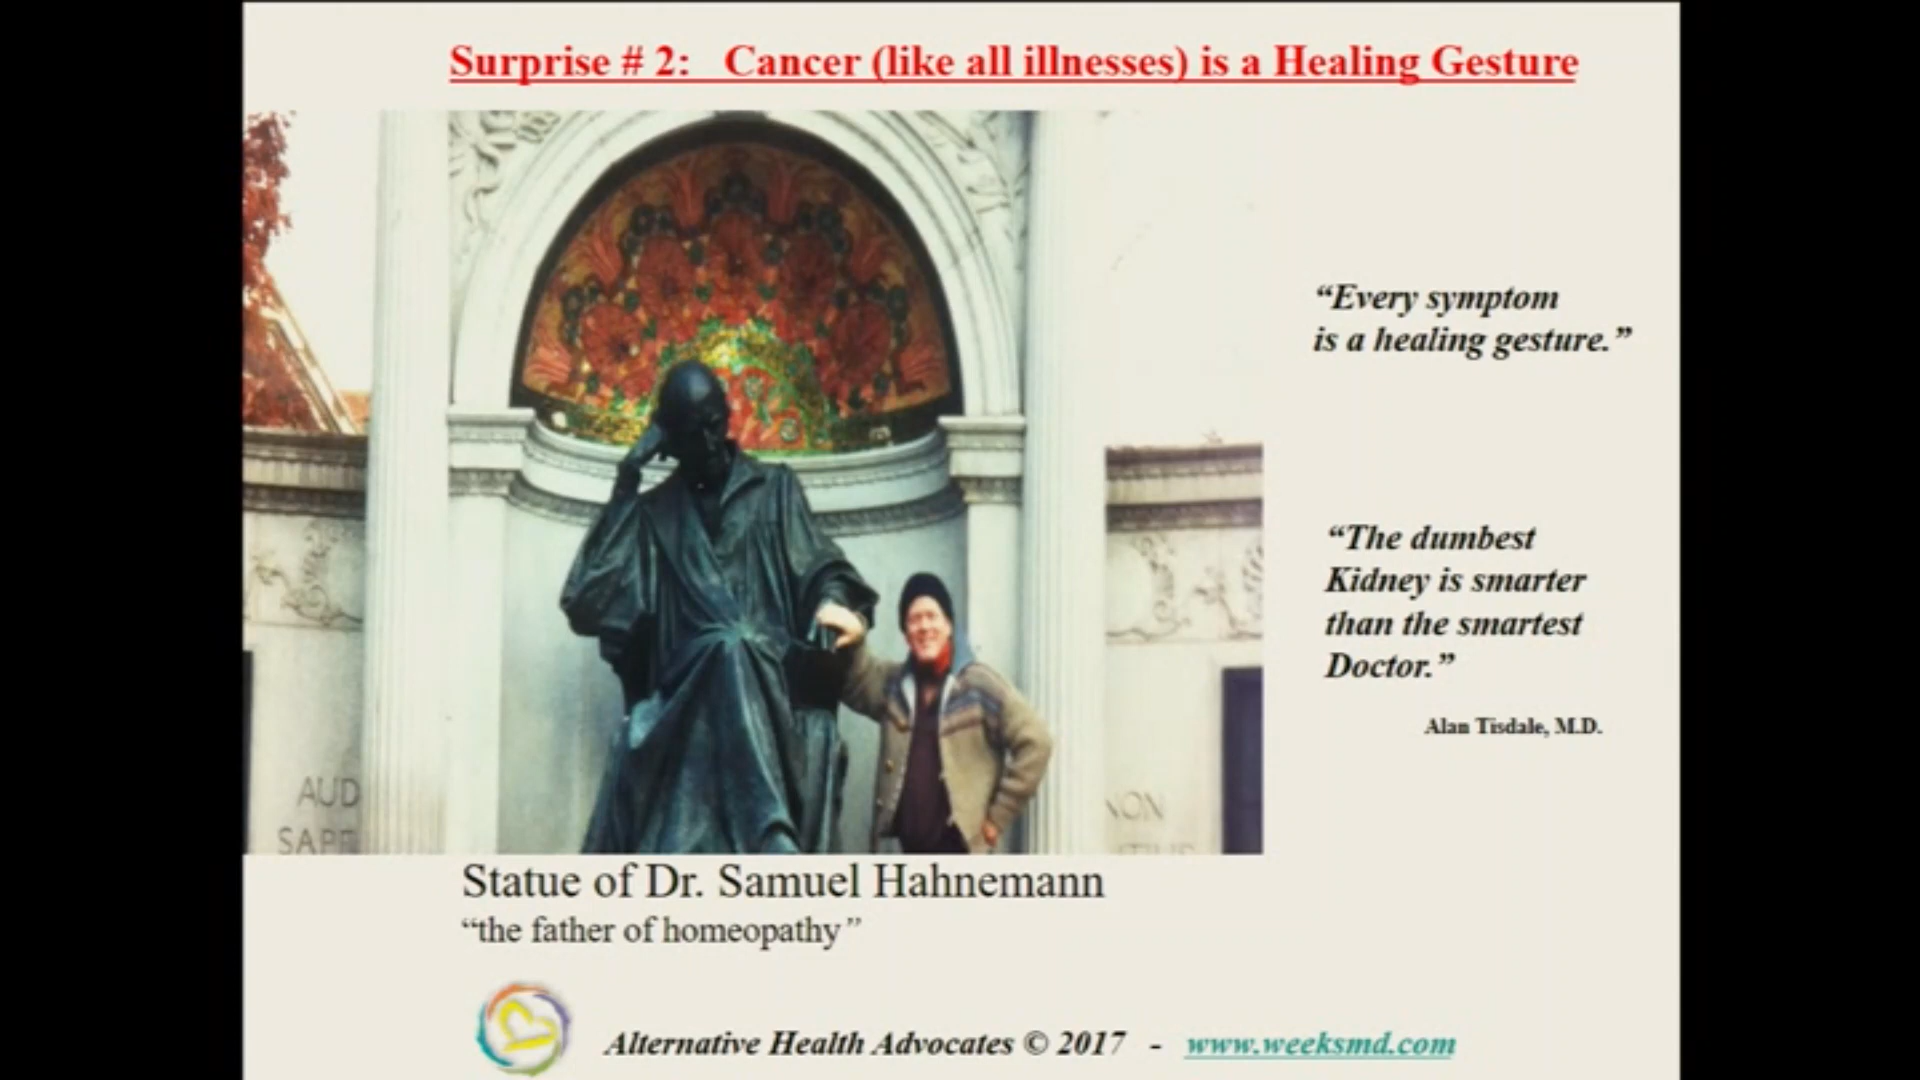 Surprise # 2: Cancer (like all illnesses) is a Healing Gesture
“Every symptom
is a healing gesture.”
“The dumbest
Kidney is smarter
than the smartest
Doctor.”
Alan Tisdale, M.D.
AUD
SAPE
NON
Statue of Dr. Samuel Hahnemann
“the father of homeopathy”
Alternative Health Advocates © 2017 - www.weeksmd.com